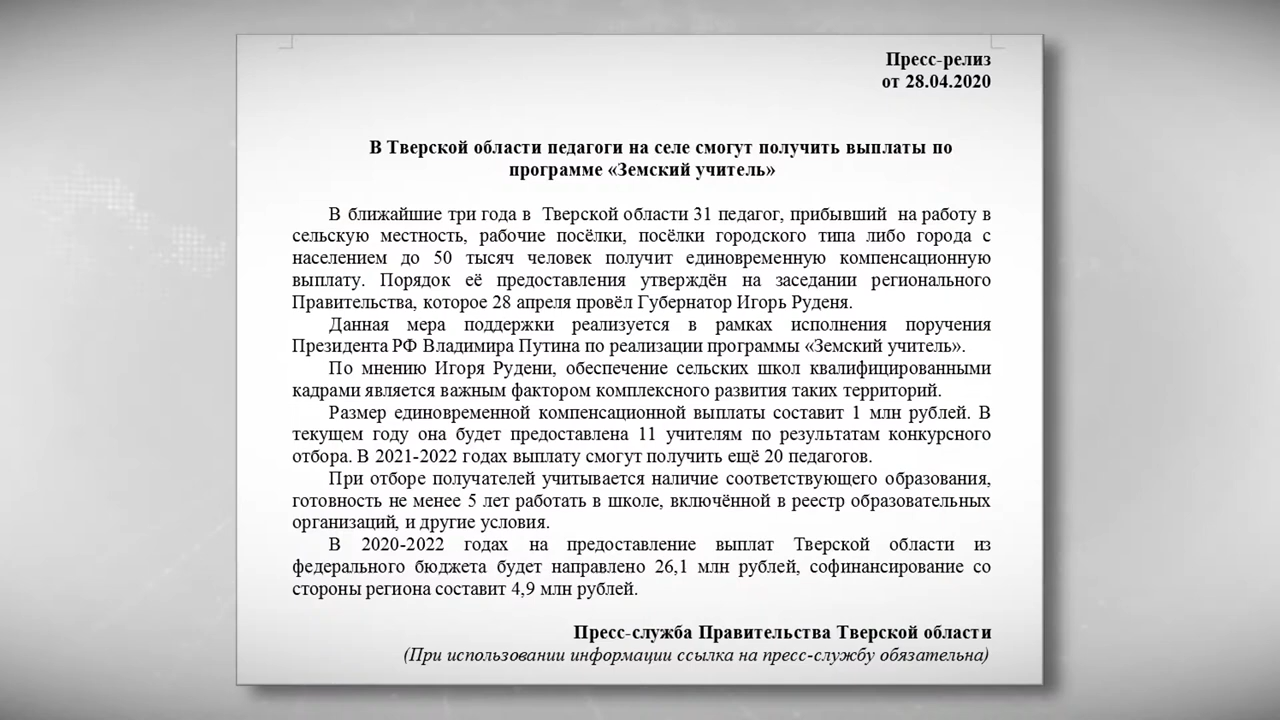 Пресс-релиз
от 28.04.2020
В Тверской области педагоги на селе смогут получить выплаты по
программе «Земский учитель»
В ближайшие три года в Тверской области 31 педагог, прибывший на работу в
сельскую местность, рабочие посёлки, посёлки городского типа либо города с
населением до 50 тысяч человек получит единовременную компенсационную
выплату. Порядок её предоставления утверждён на заседании регионального
Правительства, которое 28 апреля провёл Губернатор Игорь Руденя.
Данная мера поддержки реализуется в рамках исполнения поручения
Президента РФ Владимира Путина по реализации программы «Земский учитель».
По мнению Игоря Рудени, обеспечение сельских школ квалифицированными
кадрами является важным фактором комплексного развития таких территорий.
Размер единовременной компенсационной выплаты составит 1 млн рублей. В
текущем году она будет предоставлена 11 учителям по результатам конкурсного
отбора. В 2021-2022 годах выплату смогут получить ещё 20 педагогов.
При отборе получателей учитывается наличие соответствующего образования,
готовность не менее 5 лет работать в школе, включённой в реестр образовательных
организаций, и другие условия.
В 2020-2022 годах на предоставление выплат Тверской области из
федерального бюджета будет направлено 26,1 млн рублей, софинансирование со
стороны региона составит 4,9 млн рублей.
Пресс-служба Правительства Тверской области
(При использовании информации ссылка на пресс-службу обязательна)